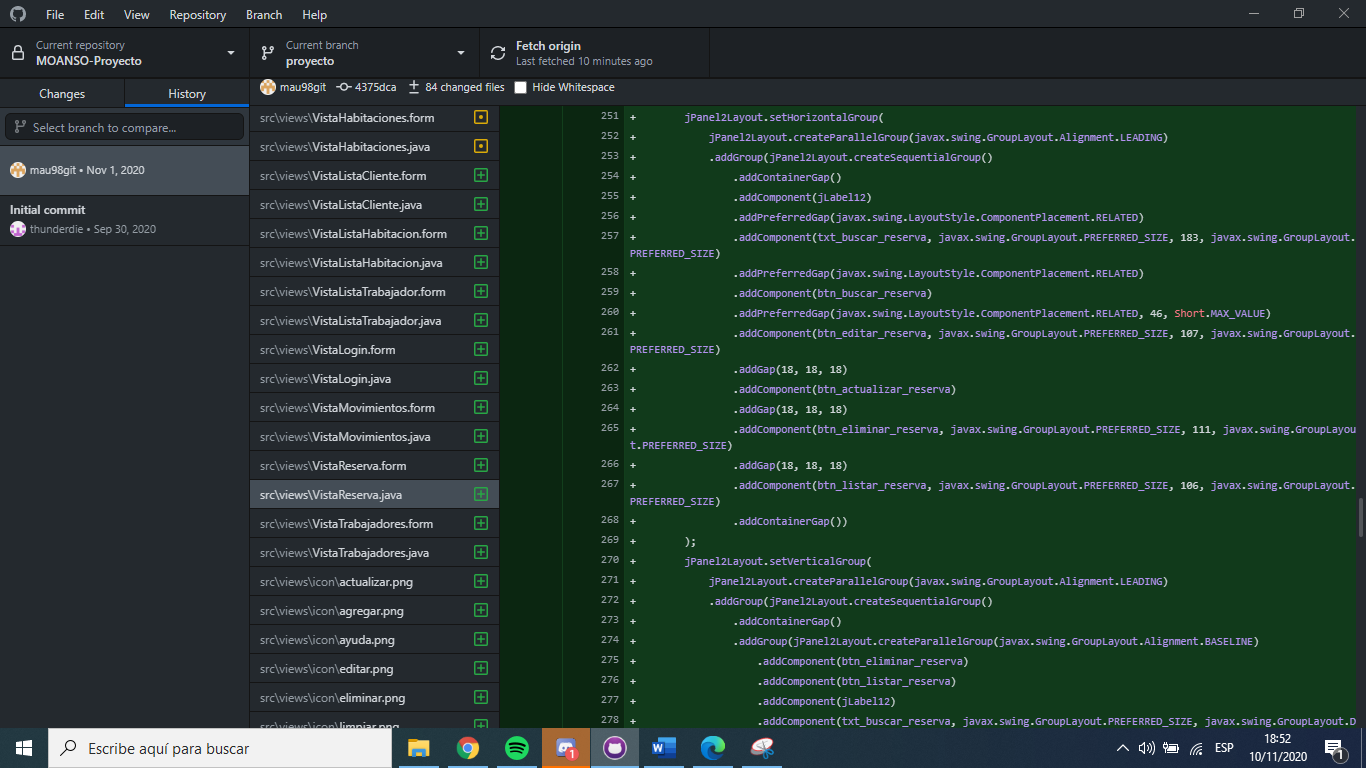 File Edit View Repository Branch Help
Current repository
MOANSO-Proyecto
Current branch
proyecto
Fetch origin
Last fetched 10 minutes ago
Changes History
Select branch to compare...
mau98git • Nov 1, 2020
Initial commit
thunderdie • Sep 30, 2020
mau98git 4375dca 84 changed files Hide Whitespace
src\views\VistaHabitaciones.form
src\views\VistaHabitaciones.java
src\views\VistaListaCliente.form
src\views\VistaListaCliente.java
src\views\VistaListaHabitacion.form
src\views\VistaListaHabitacion.java
src\views\VistaListaTrabajador.form
src\views\VistaListaTrabajador.java
src\views\VistaLogin.form
src\views\VistaLogin.java
src\views\VistaMovimientos.form
src\views\VistaMovimientos.java
src\views\VistaReserva.form
src\views\VistaReserva.java
src\views\VistaTrabajadores.form
src\views\VistaTrabajadores.java
src\views\icon\actualizar.png
src\views\icon\agregar.png
src\views\icon\ayuda.png
src\views\icon\editar.png
src\views\icon\eliminar.png
src\views\icon\limpiar.png
251 + jPanel2Layout.setHorizontalGroup(
252 + jPanel2Layout.createParallelGroup(javax.swing.GroupLayout.Alignment.LEADING)
253 + .addGroup(jPanel2Layout.createSequentialGroup()
254 + .addContainerGap()
255 + .addComponent(jLabel12)
256 + .addPreferredGap(javax.swing.LayoutStyle.ComponentPlacement.RELATED)
257 + .addComponent(txt_buscar_reserva, javax.swing.GroupLayout.PREFERRED_SIZE, 183, javax.swing.GroupLayout.
PREFERRED_SIZE)
258 + .addPreferredGap(javax.swing.LayoutStyle.ComponentPlacement.RELATED)
259 + .addComponent(btn_buscar_reserva)
260 + .addPreferredGap(javax.swing.LayoutStyle.ComponentPlacement.RELATED, 46, Short.MAX_VALUE)
261 + .addComponent(btn_editar_reserva, javax.swing.GroupLayout.PREFERRED_SIZE, 107, javax.swing.GroupLayout.
PREFERRED_SIZE)
262 + .addGap(18, 18, 18)
263 + .addComponent(btn_actualizar_reserva)
264 + .addGap(18, 18, 18)
265 + .addComponent(btn_eliminar_reserva, javax.swing.GroupLayout.PREFERRED_SIZE, 111, javax.swing.GroupLayou
t.PREFERRED_SIZE)
266 + .addGap(18, 18, 18)
267 + .addComponent(btn_listar_reserva, javax.swing.GroupLayout.PREFERRED_SIZE, 106, javax.swing.GroupLayout.
PREFERRED_SIZE)
268 + .addContainerGap())
269 + );
270 + jPanel2Layout.setVerticalGroup(
271 + jPanel2Layout.createParallelGroup(javax.swing.GroupLayout.Alignment.LEADING)
272 + .addGroup(jPanel2Layout.createSequentialGroup()
273 + .addContainerGap()
274 + .addGroup(jPanel2Layout.createParallelGroup(javax.swing.GroupLayout.Alignment.BASELINE)
275 + .addComponent(btn_eliminar_reserva)
276 + .addComponent(btn_listar_reserva)
277 + .addComponent(jLabel12)
278 + .addComponent(txt_buscar_reserva, javax.swing.GroupLayout.PREFERRED_SIZE, javax.swing.GroupLayout.D
Escribe aquí para buscar
1
W
ESP
18:52
10/11/2020
1